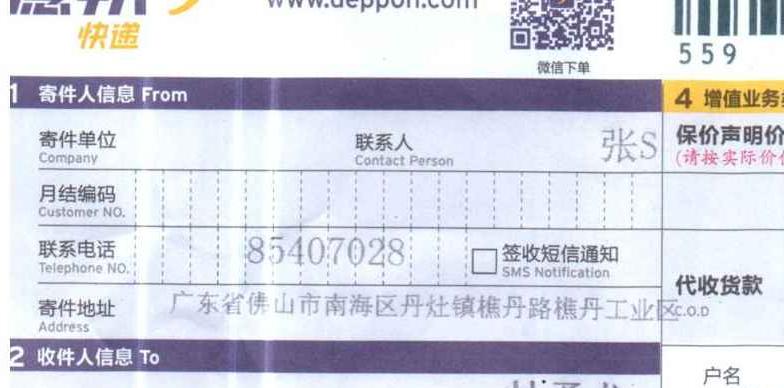 www.deppon.com
快递
微信下单
559
1 寄件人信息 From
4 增值业务
寄件单位
Company
联系人
Contact Person
张S
保价声明价
(请按实际价
月结编码
Customer NO.
联系电话
Telephone NO.
85407028
签收短信通知
SMS Notification
代收货款
C.O.D
寄件地址
Address
广东省佛山市南海区丹灶镇樵丹路樵丹工业区
2 收件人信息 To
户名